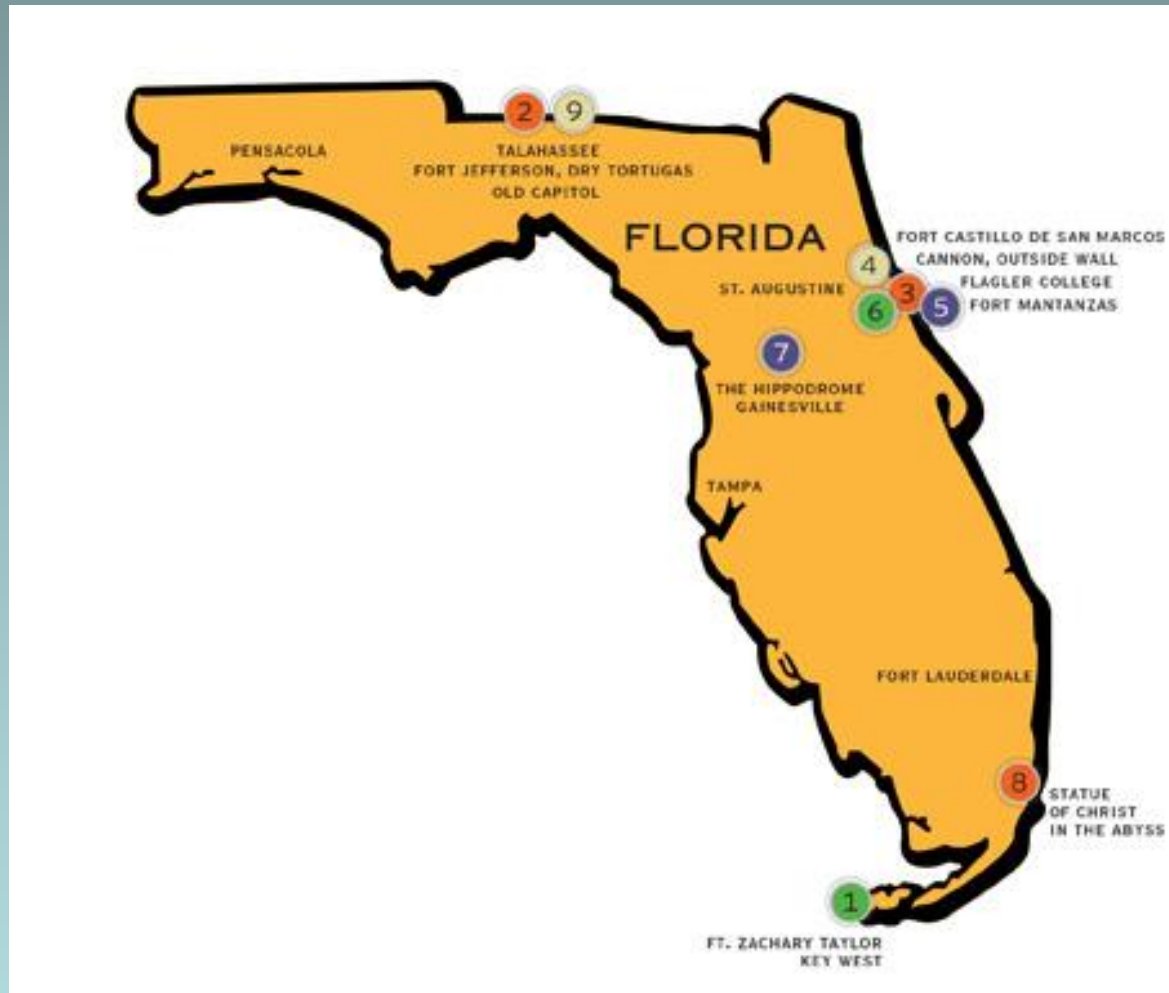 2
9
PENSACOLA
TALAHASSEE
FORT JEFFERSON, DRY TORTUGAS
OLD CAPITOL
FLORIDA
FORT CASTILLO DE SAN MARCOS
CANNON, OUTSIDE WALL
FLAGLER COLLEGE
FORT MANTANZAS
4
ST. AUGUSTINE
3
6
5
7
THE HIPPODROME
GAINESVILLE
TAMPA
FORT LAUDERDALE
8
STATUE
OF CHRIST
IN THE ABYSS
1
FT. ZACHARY TAYLOR
KEY WEST